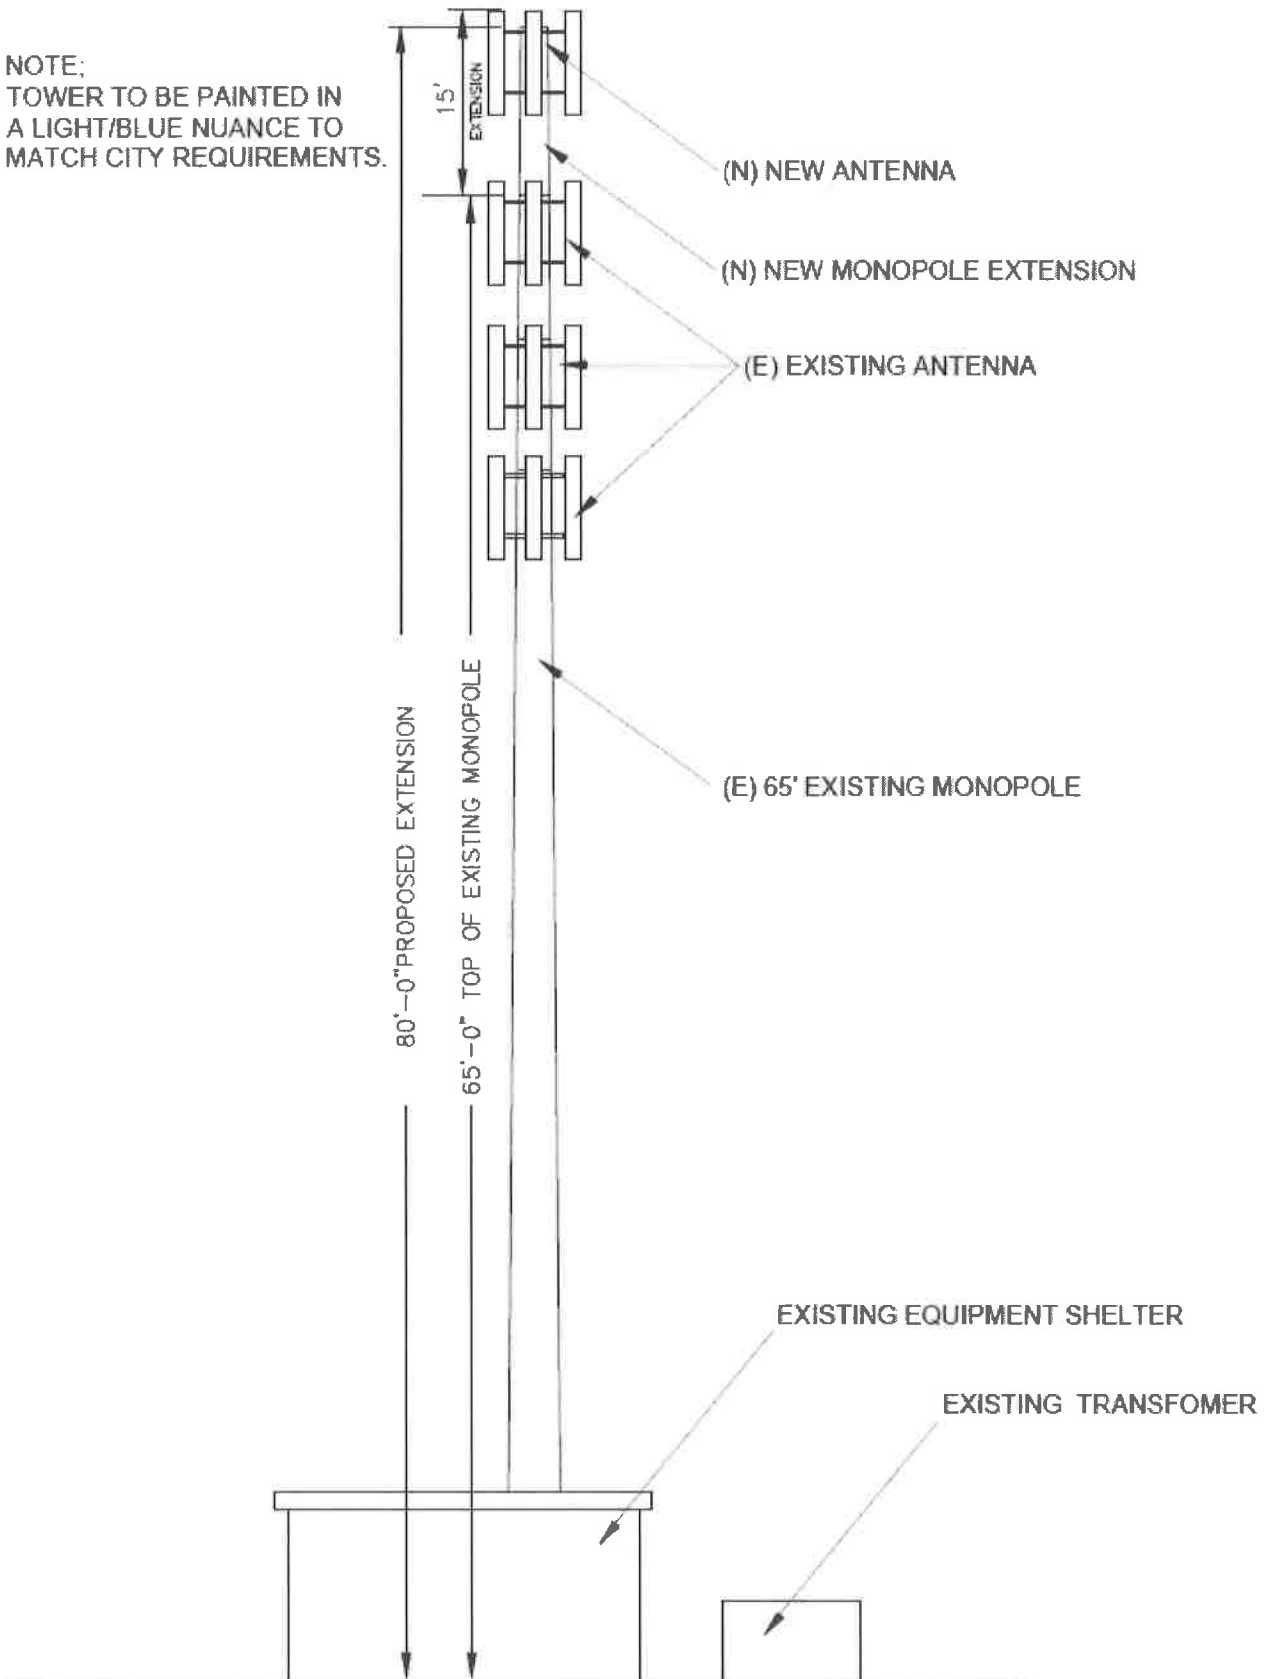 NOTE;
TOWER TO BE PAINTED IN
A LIGHT/BLUE NUANCE TO
MATCH CITY REQUIREMENTS.
15'
EXTENSION
(N) NEW ANTENNA
(N) NEW MONOPOLE EXTENSION
(E) EXISTING ANTENNA
80'-0" PROPOSED EXTENSION
65'-0" TOP OF EXISTING MONOPOLE
(E) 65' EXISTING MONOPOLE
EXISTING EQUIPMENT SHELTER
EXISTING TRANSFOMER